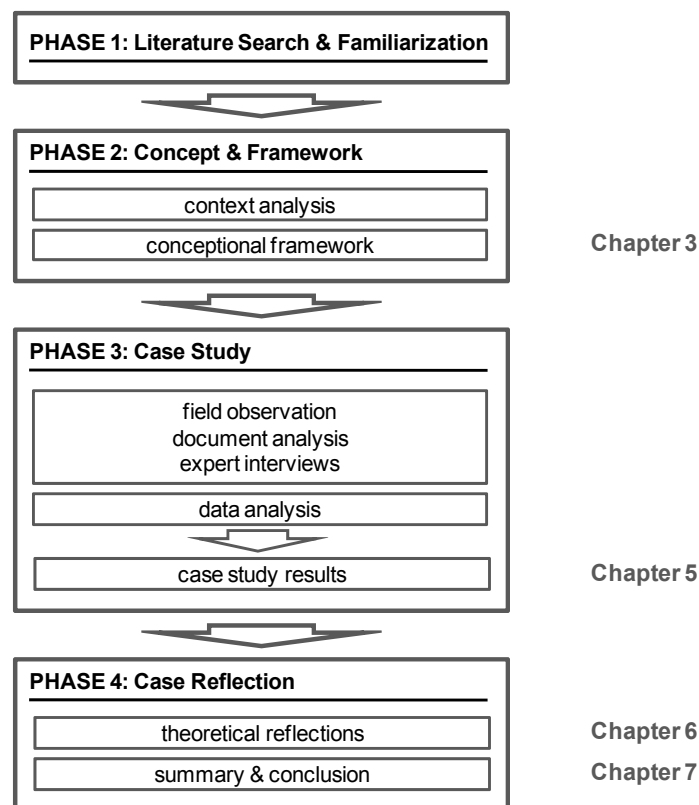 PHASE 1: Literature Search & Familiarization
PHASE 2: Concept & Framework
context analysis
conceptional framework
Chapter 3
PHASE 3: Case Study
field observation
document analysis
expert interviews
data analysis
case study results
Chapter 5
PHASE 4: Case Reflection
theoretical reflections
Chapter 6
summary & conclusion
Chapter 7